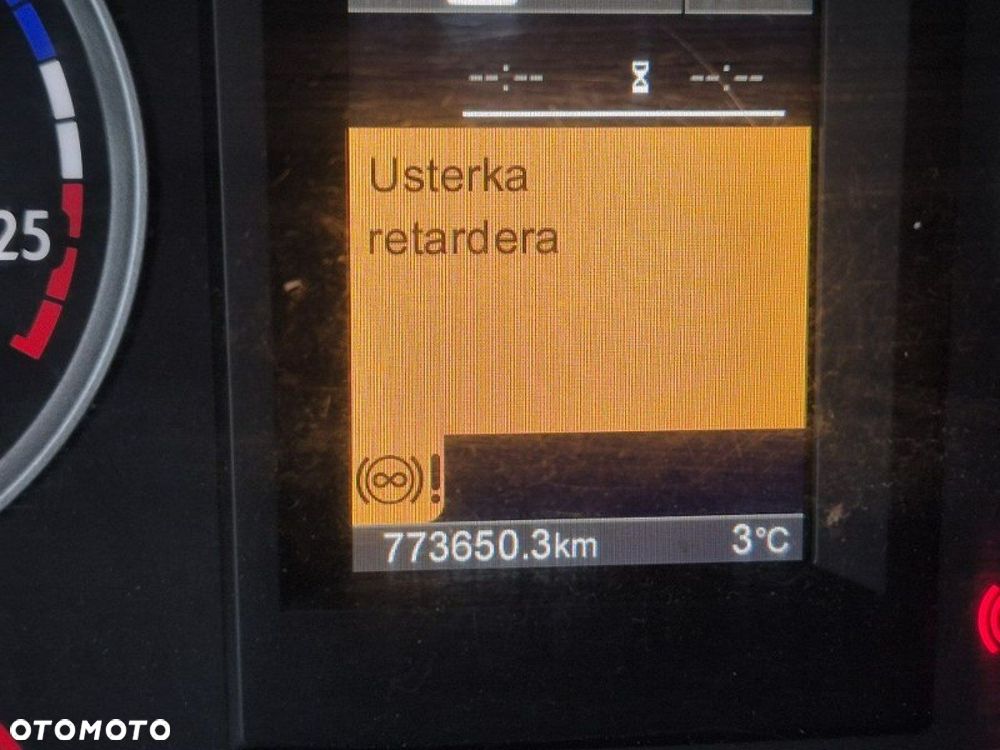 --:--
--:--
Usterka
retardera
773650.3km
3°C
25
OTOMOTO